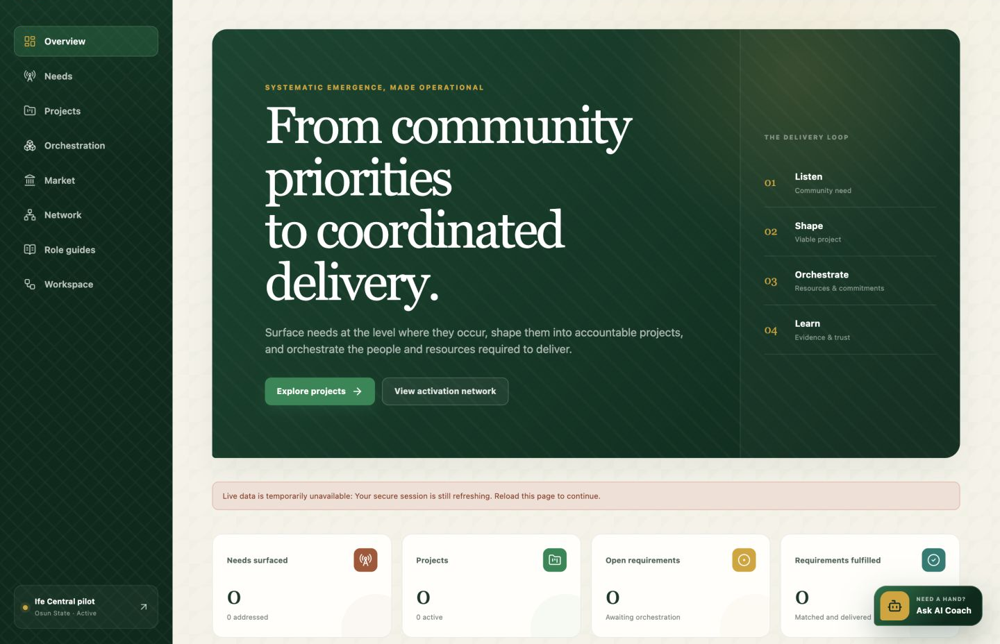 Overview
Needs
Projects
Orchestration
Market
Network
Role guides
Workspace
Ife Central pilot
Osun State · Active
SYSTEMATIC EMERGENCE, MADE OPERATIONAL
From community
priorities
to coordinated
delivery.
Surface needs at the level where they occur, shape them into accountable projects,
and orchestrate the people and resources required to deliver.
Explore projects
View activation network
THE DELIVERY LOOP
01
Listen
Community need
02
Shape
Viable project
03
Orchestrate
Resources & commitments
04
Learn
Evidence & trust
Live data is temporarily unavailable: Your secure session is still refreshing. Reload this page to continue.
Needs surfaced
0
0 addressed
Projects
0
0 active
Open requirements
0
Awaiting orchestration
Requirements fulfilled
0
Matched and delivered
NEED A HAND?
Ask AI Coach